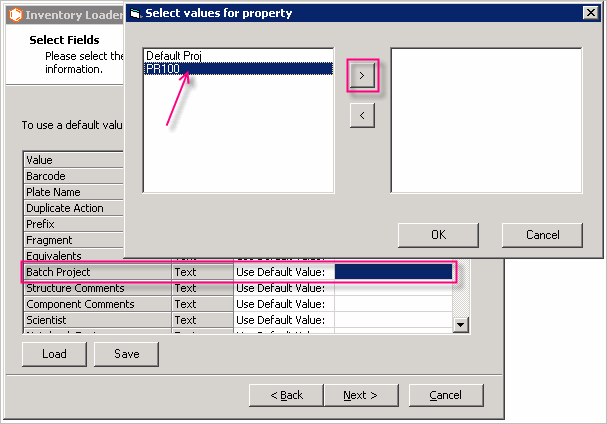 Inventory Loader
Select Fields
Please select the
information.
To use a default valu
Value
Barcode
Plate Name
Duplicate Action
Prefix
Fragment
Equivalents
Batch Project Text Use Default Value:
Structure Comments Text Use Default Value:
Component Comments Text Use Default Value:
Scientist Text Use Default Value:
Load Save
< Back Next > Cancel
Select values for property
Default Proj
PR100
>
<
OK Cancel